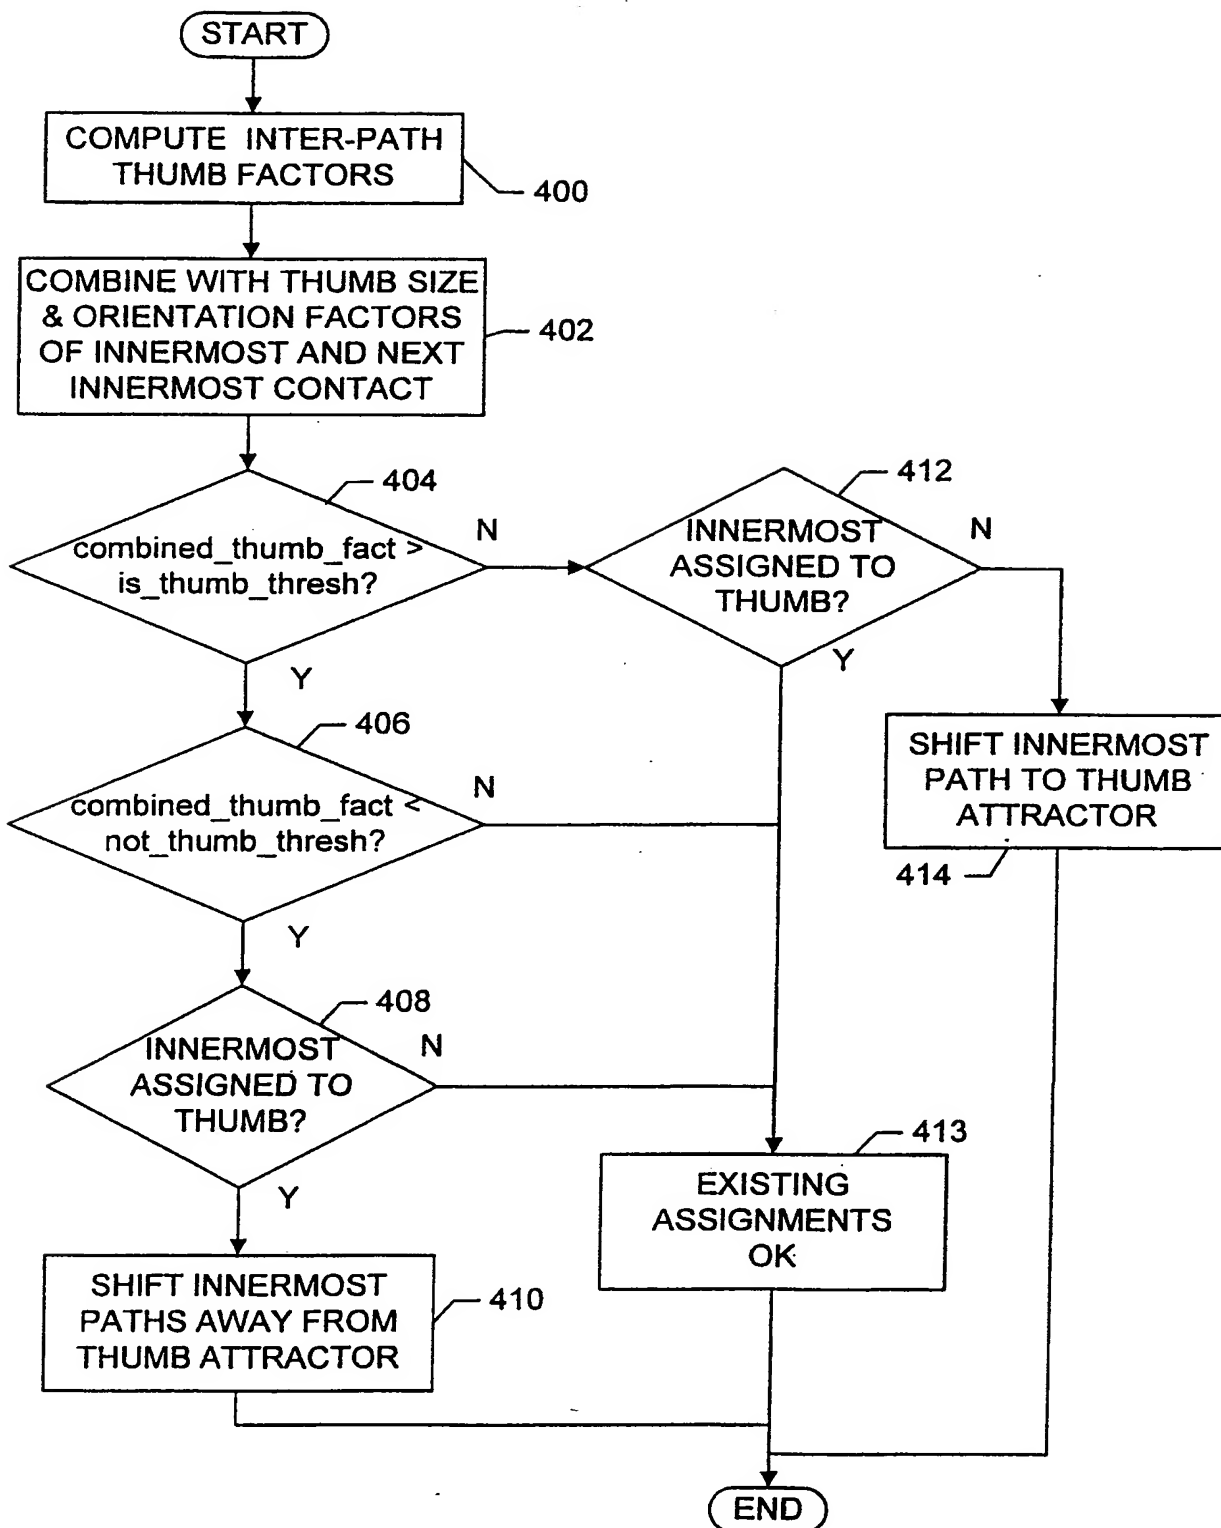 START
COMPUTE INTER-PATH
THUMB FACTORS
400
COMBINE WITH THUMB SIZE
& ORIENTATION FACTORS
OF INNERMOST AND NEXT
INNERMOST CONTACT
402
404
combined_thumb_fact >
is_thumb_thresh?
N
Y
412
INNERMOST
ASSIGNED TO
THUMB?
N
Y
406
combined_thumb_fact <
not_thumb_thresh?
N
Y
SHIFT INNERMOST
PATH TO THUMB
ATTRACTOR
414
408
INNERMOST
ASSIGNED TO
THUMB?
N
Y
413
EXISTING
ASSIGNMENTS
OK
SHIFT INNERMOST
PATHS AWAY FROM
THUMB ATTRACTOR
410
END